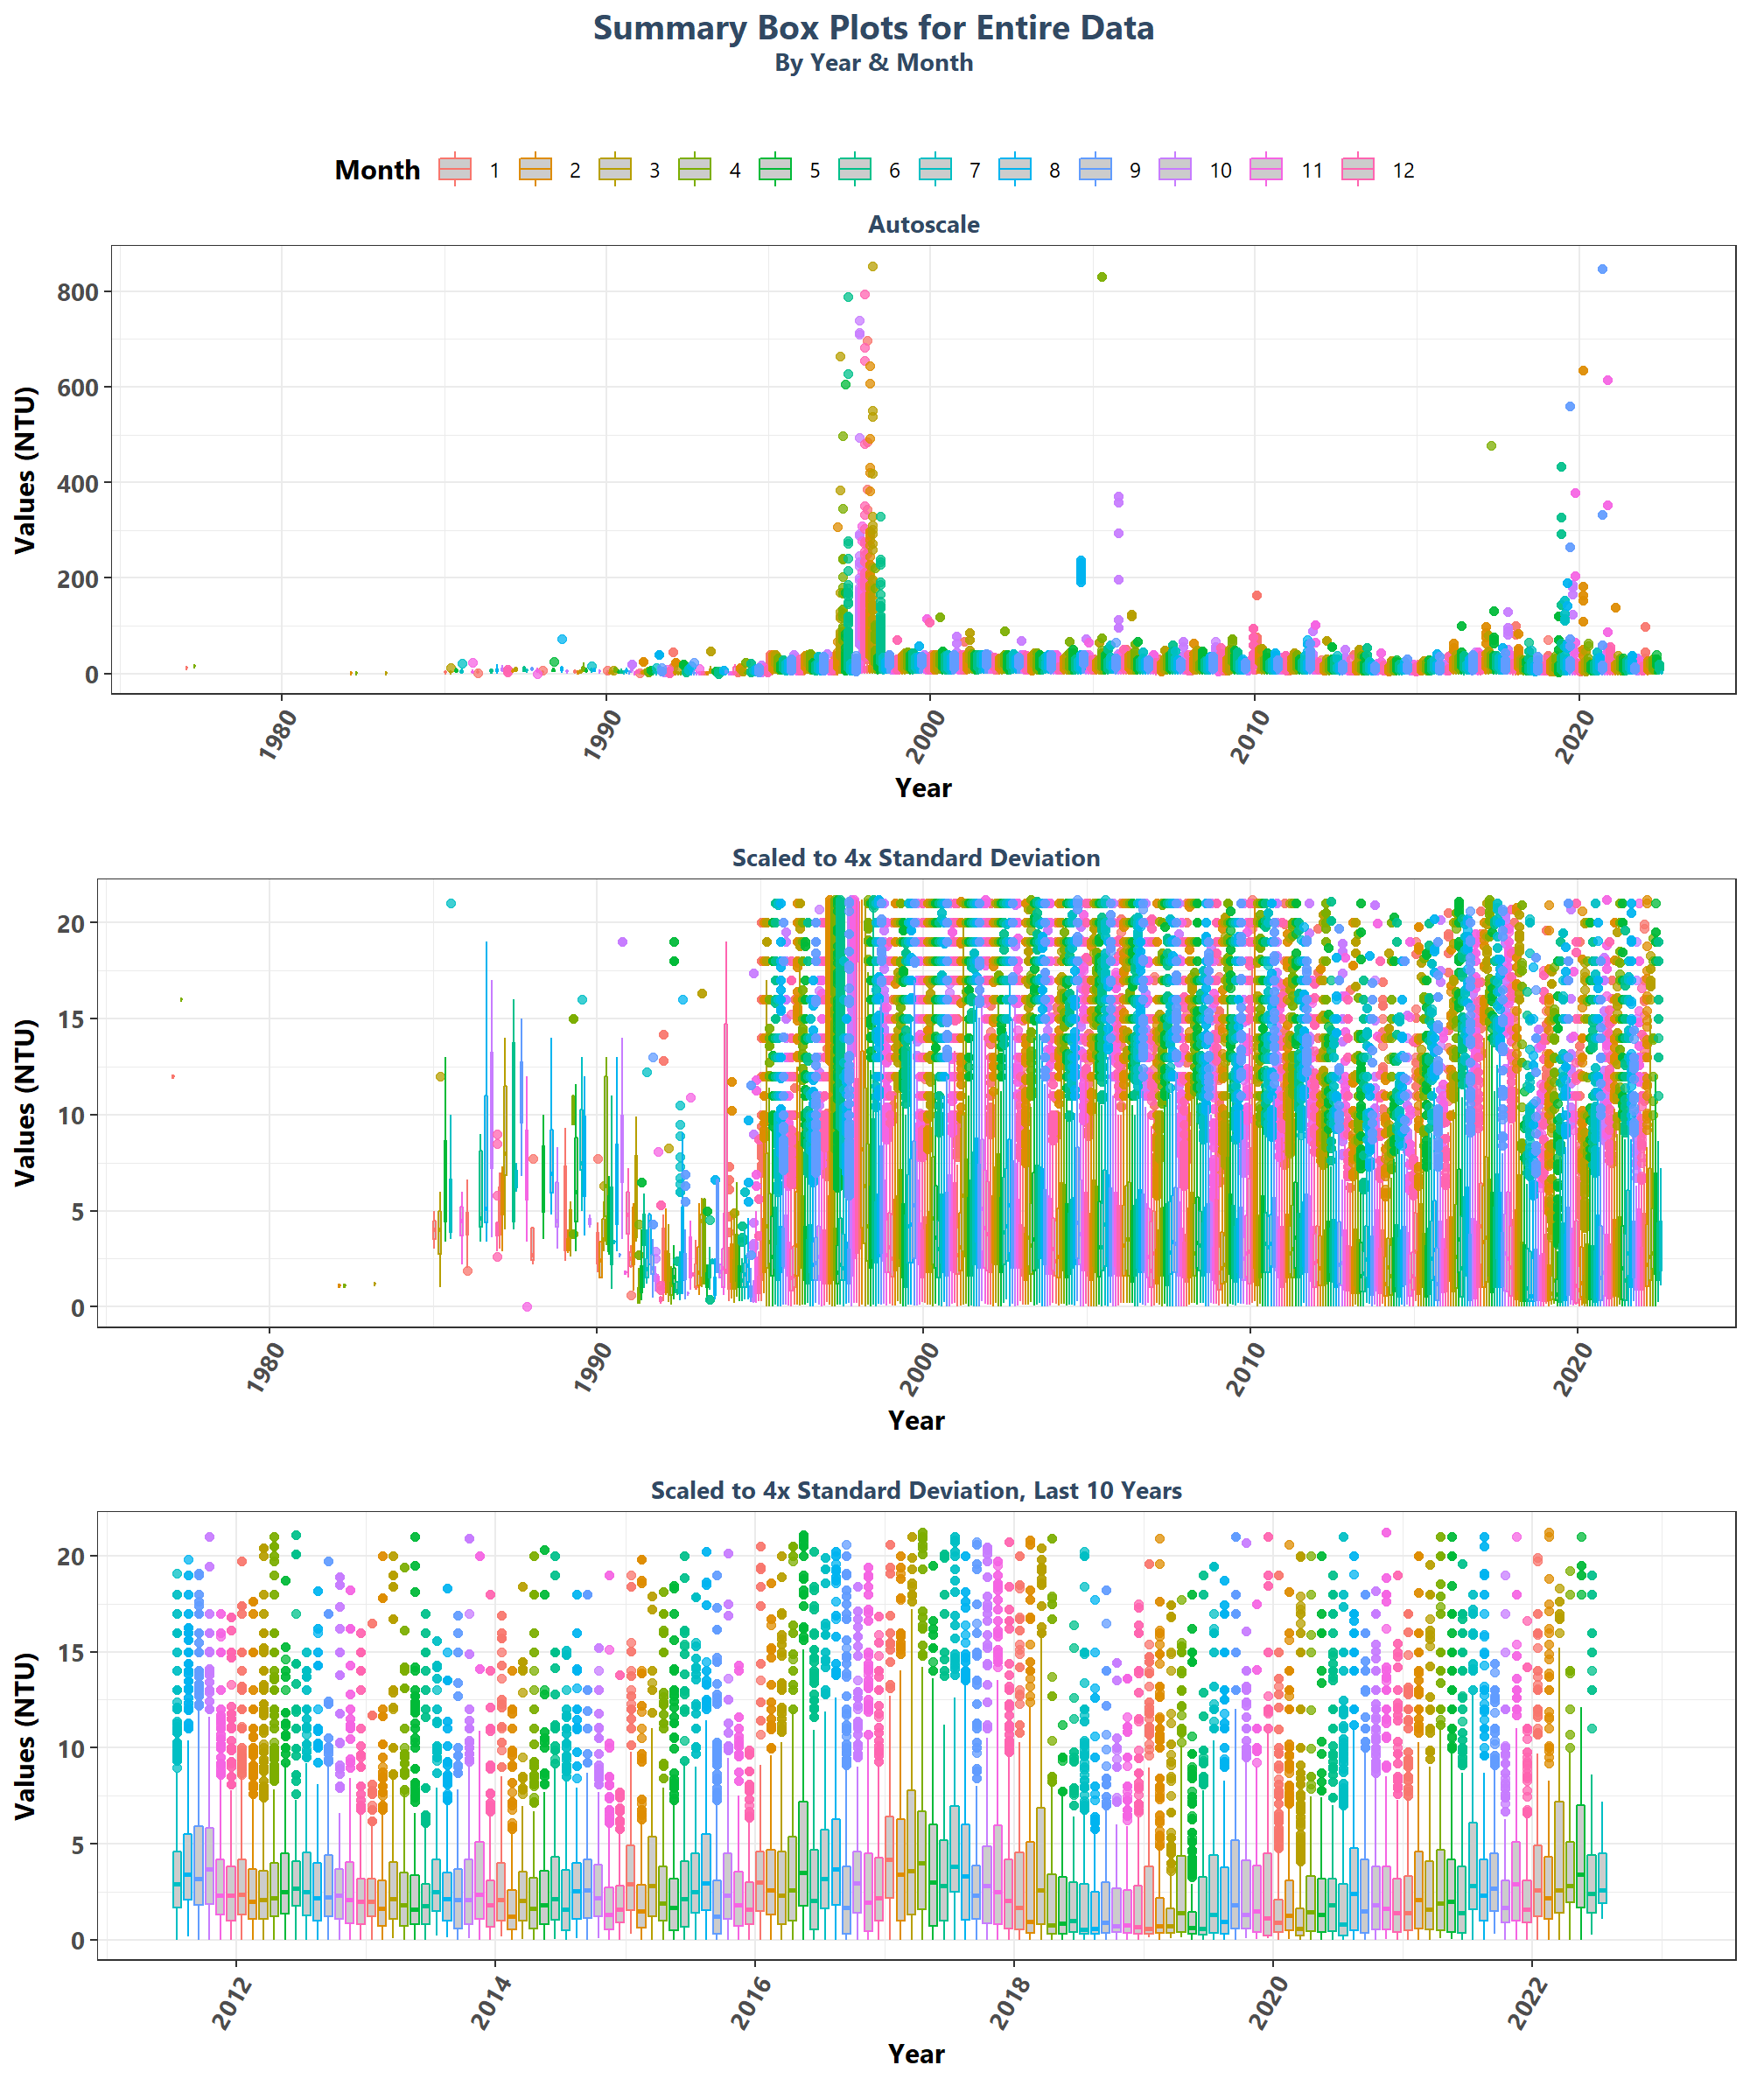 Summary Box Plots for Entire Data
By Year & Month
Month 1 2 3 4 5 6 7 8 9 10 11 12
Autoscale
Values (NTU)
800
600
400
200
0
1980 1990 2000 2010 2020
Year
Scaled to 4x Standard Deviation
Values (NTU)
20
15
10
5
0
1980 1990 2000 2010 2020
Year
Scaled to 4x Standard Deviation, Last 10 Years
Values (NTU)
20
15
10
5
0
2012 2014 2016 2018 2020 2022
Year